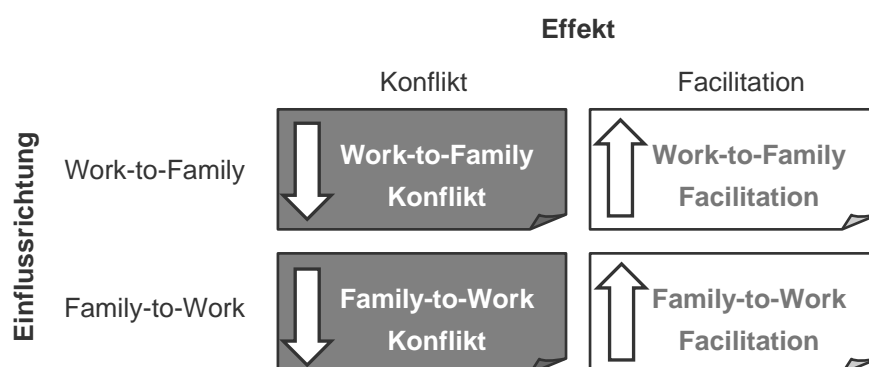 Effekt
Konflikt Facilitation
Einflussrichtung
Work-to-Family
Work-to-Family
Konflikt
Work-to-Family
Facilitation
Family-to-Work
Family-to-Work
Konflikt
Family-to-Work
Facilitation